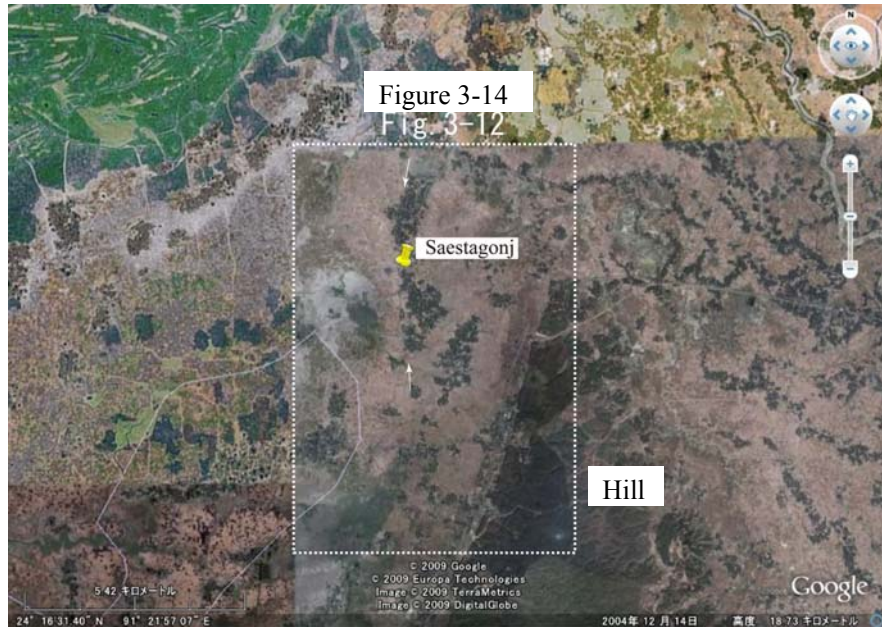 N
Figure 3-14
Fig. 3-12
Saestagonj
Hill
© 2009 Google
© 2009 Europa Technologies
Image © 2009 TerraMetrics
Image © 2009 DigitalGlobe
Google
5.42 キロメートル
24° 16'31.40" N 91° 21'57.07" E
2004年 12月 14日 高度 18.73 キロメートル